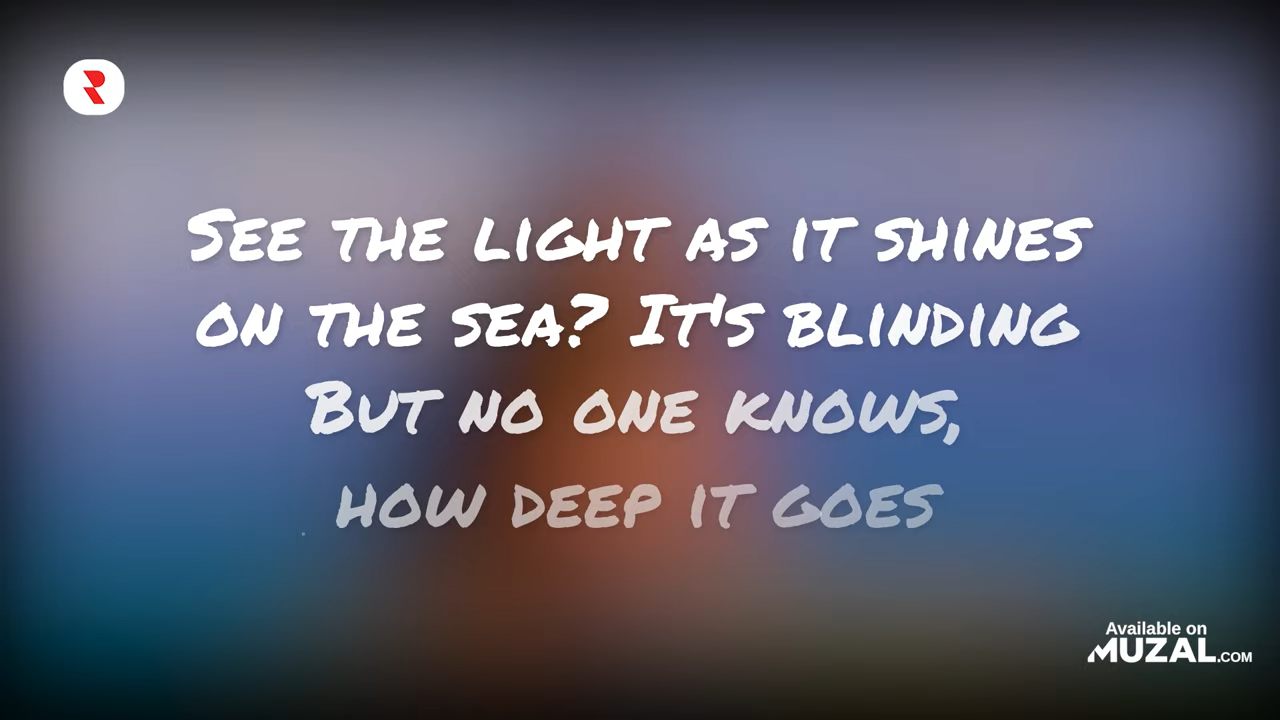 R
See the light as it shines
on the sea? It's blinding
But no one knows,
how deep it goes
Available on
MUZAL.COM